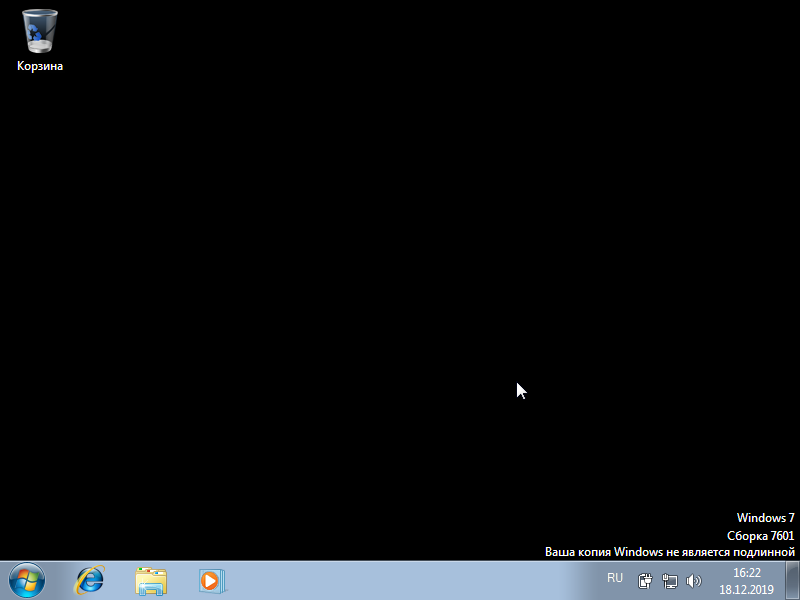 Корзина
Windows 7
Сборка 7601
Ваша копия Windows не является подлинной
RU
16:22
18.12.2019